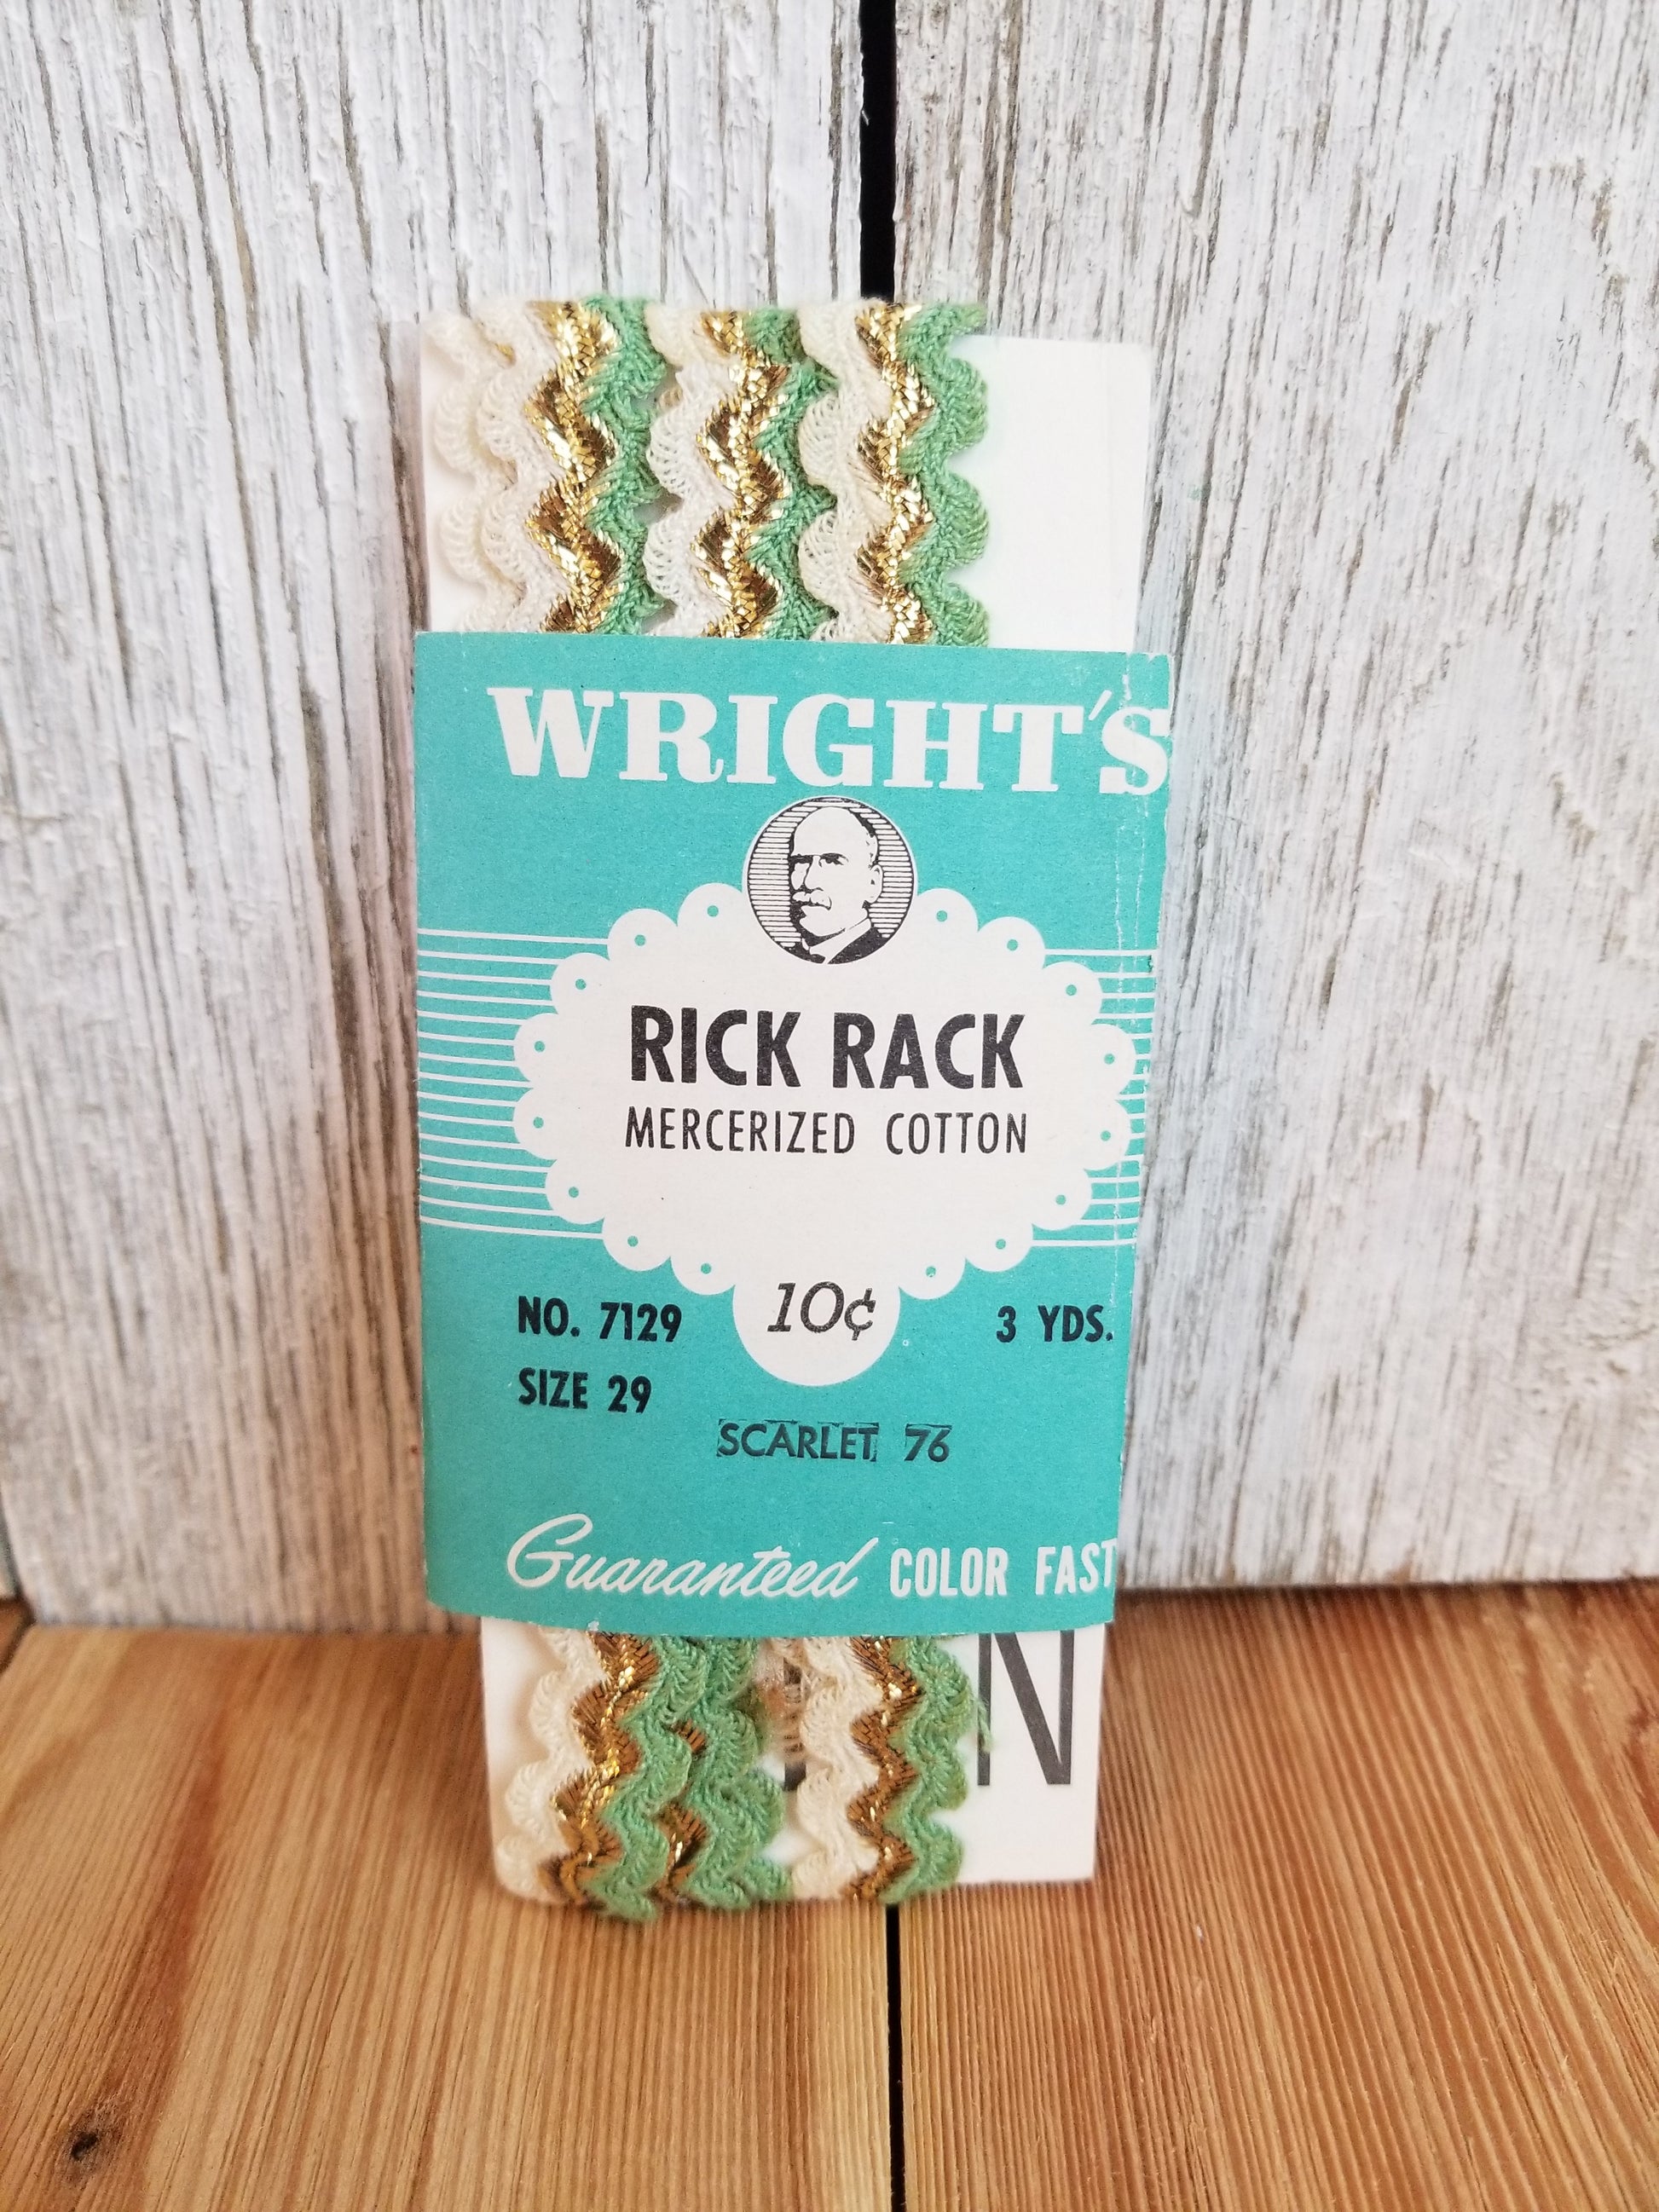 WRIGHT'S
RICK RACK
MERCERIZED COTTON
10¢
NO. 7129
3 YDS.
SIZE 29
SCARLET 76
Guaranteed COLOR FAST
N